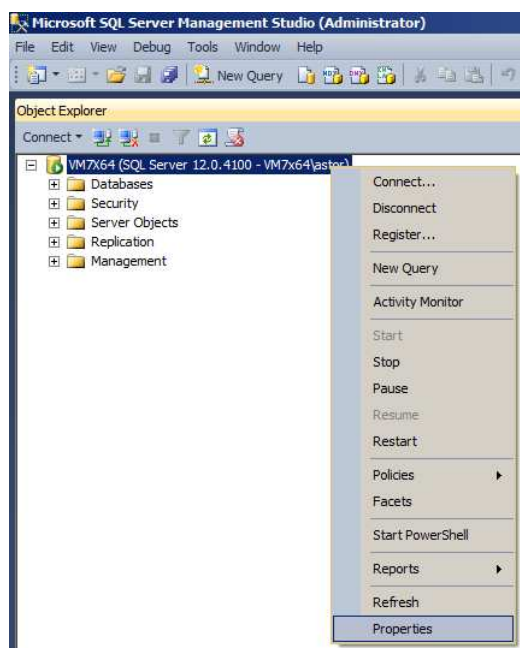 Microsoft SQL Server Management Studio (Administrator)
File Edit View Debug Tools Window Help
New Query
Object Explorer
Connect
VM7X64 (SQL Server 12.0.4100 - VM7x64\astor)
Databases
Security
Server Objects
Replication
Management
Connect...
Disconnect
Register...
New Query
Activity Monitor
Start
Stop
Pause
Resume
Restart
Policies
Facets
Start PowerShell
Reports
Refresh
Properties